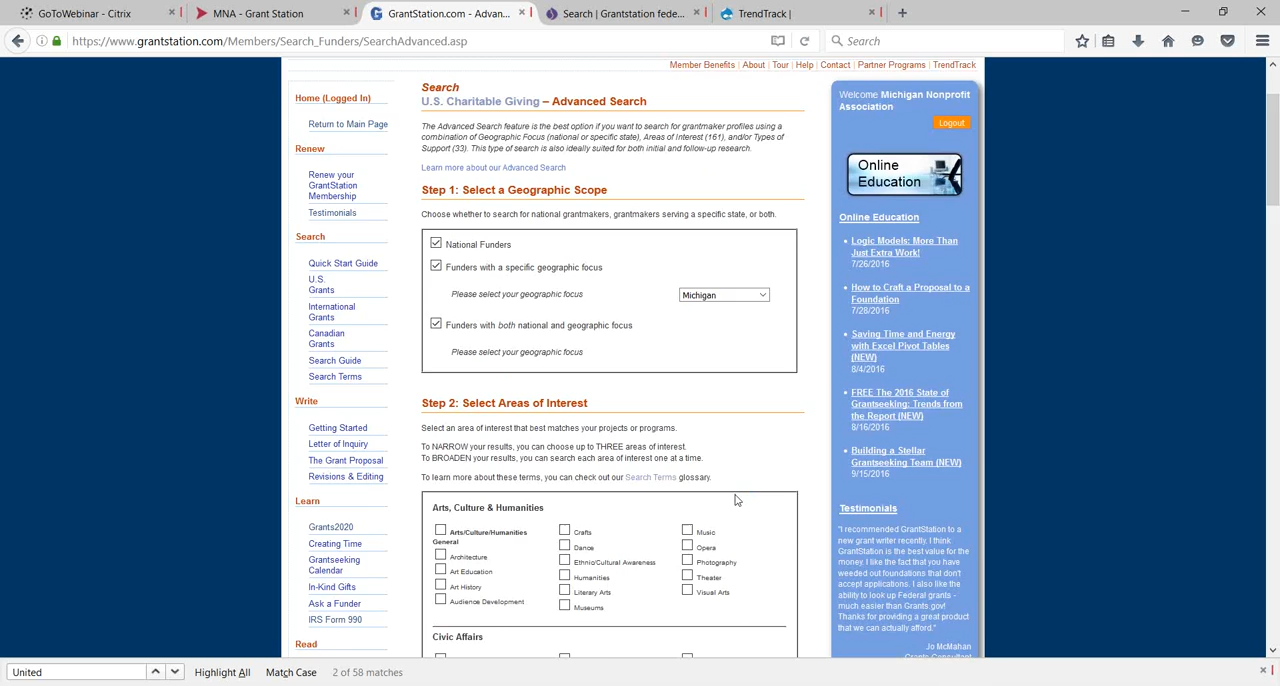 GoToWebinar - Citrix
MNA - Grant Station
GrantStation.com - Advan...
Search | Grantstation fede...
TrendTrack |
https://www.grantstation.com/Members/Search_Funders/SearchAdvanced.asp
Search
Member Benefits | About | Tour | Help | Contact | Partner Programs | TrendTrack
Home (Logged In)
Return to Main Page
Renew
Renew your
GrantStation
Membership
Testimonials
Search
Quick Start Guide
U.S.
Grants
International
Grants
Canadian
Grants
Search Guide
Search Terms
Write
Getting Started
Letter of Inquiry
The Grant Proposal
Revisions & Editing
Learn
Grants2020
Creating Time
Grantseeking
Calendar
In-Kind Gifts
Ask a Funder
IRS Form 990
Read
Search
U.S. Charitable Giving – Advanced Search
The Advanced Search feature is the best option if you want to search for grantmaker profiles using a
combination of Geographic Focus (national or specific state), Areas of Interest (161), and/or Types of
Support (33). This type of search is also ideally suited for both initial and follow-up research.
Learn more about our Advanced Search
Step 1: Select a Geographic Scope
Choose whether to search for national grantmakers, grantmakers serving a specific state, or both.
National Funders
Funders with a specific geographic focus
Please select your geographic focus
Michigan
Funders with both national and geographic focus
Please select your geographic focus
Step 2: Select Areas of Interest
Select an area of interest that best matches your projects or programs.
To NARROW your results, you can choose up to THREE areas of interest.
To BROADEN your results, you can search each area of interest one at a time.
To learn more about these terms, you can check out our Search Terms glossary.
Arts, Culture & Humanities
Arts/Culture/Humanities
General
Architecture
Art Education
Art History
Audience Development
Crafts
Dance
Ethnic/Cultural Awareness
Humanities
Literary Arts
Museums
Music
Opera
Photography
Theater
Visual Arts
Civic Affairs
Welcome Michigan Nonprofit
Association
Logout
Online
Education
Online Education
Logic Models: More Than
Just Extra Work!
7/26/2016
How to Craft a Proposal to a
Foundation
7/28/2016
Saving Time and Energy
with Excel Pivot Tables
(NEW)
8/4/2016
FREE The 2016 State of
Grantseeking: Trends from
the Report (NEW)
8/16/2016
Building a Stellar
Grantseeking Team (NEW)
9/15/2016
Testimonials
"I recommended GrantStation to a
new grant writer recently. I think
GrantStation is the best value for the
money. I like the fact that you have
weeded out foundations that don't
accept applications. I also like the
ability to look up Federal grants -
much easier than Grants.gov!
Thanks for providing a great product
that we can actually afford."
Jo McMahan
Grants Consultant
United
Highlight All
Match Case
2 of 58 matches